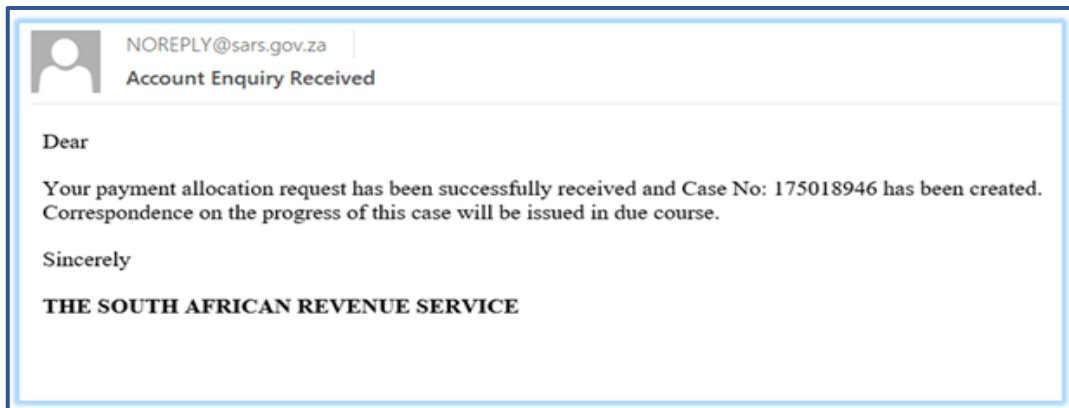 NOREPLY@sars.gov.za
Account Enquiry Received
Dear
Your payment allocation request has been successfully received and Case No: 175018946 has been created.
Correspondence on the progress of this case will be issued in due course.
Sincerely
THE SOUTH AFRICAN REVENUE SERVICE